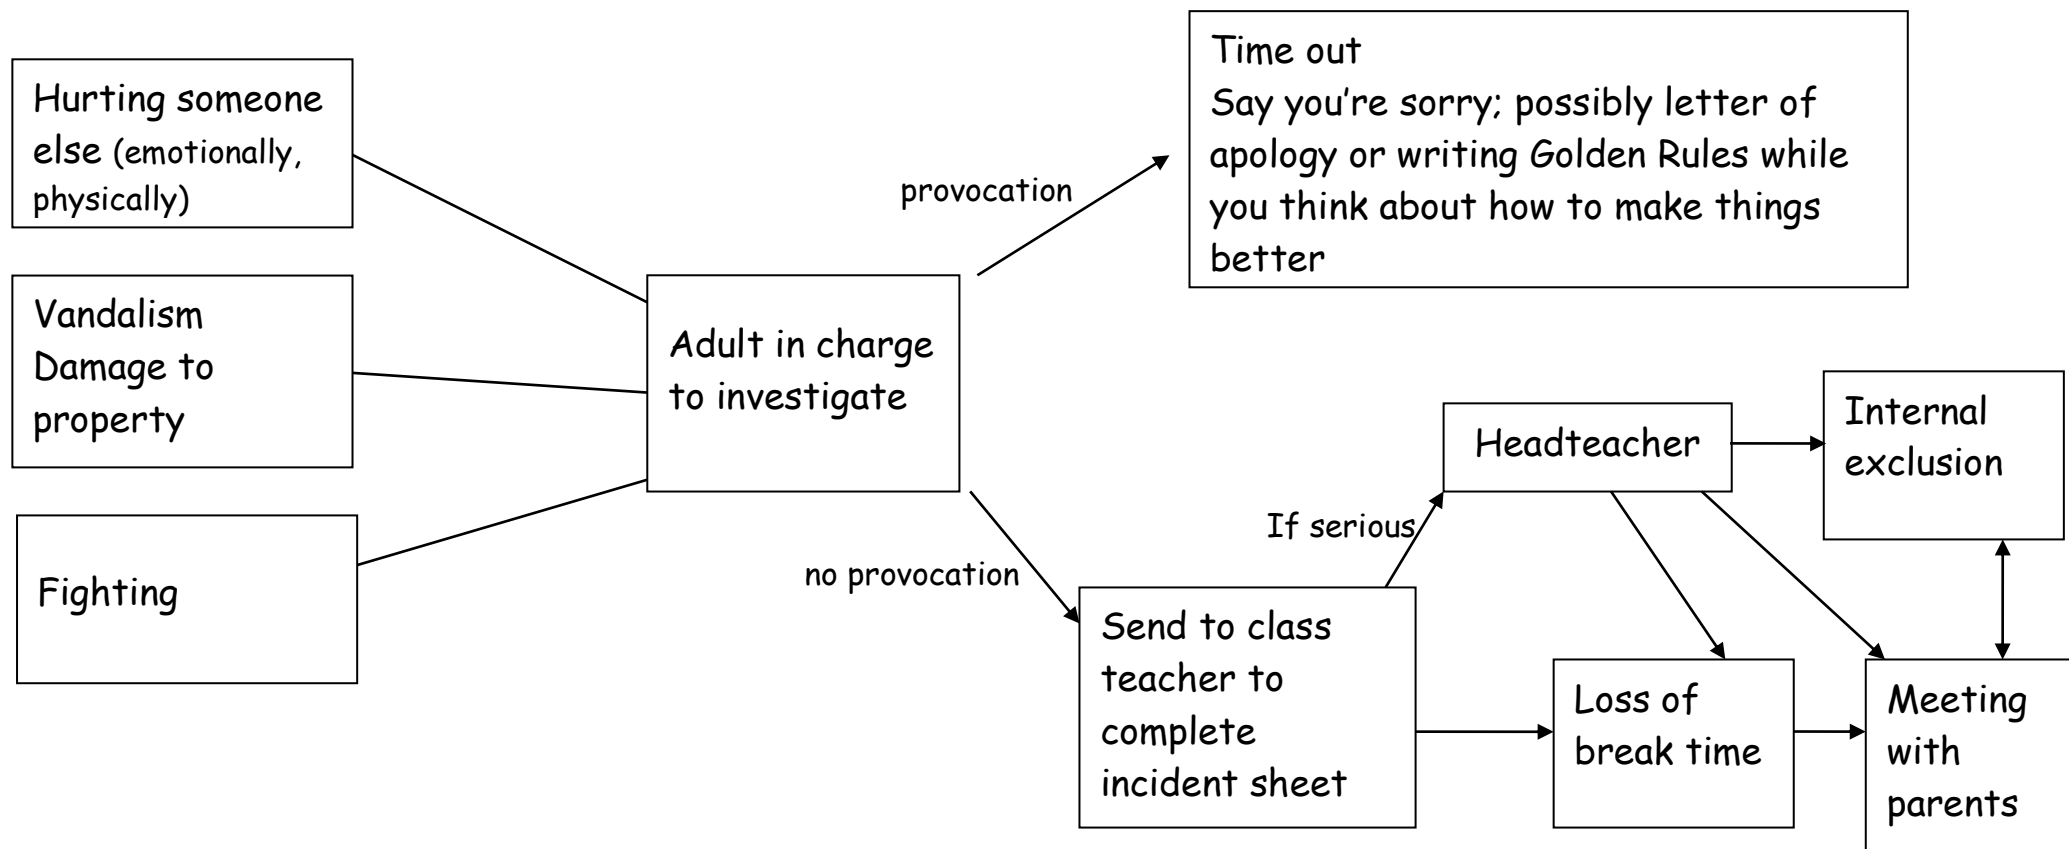 Hurting someone
else (emotionally,
physically)
Vandalism
Damage to
property
Fighting
Adult in charge
to investigate
provocation
Time out
Say you’re sorry; possibly letter of
apology or writing Golden Rules while
you think about how to make things
better
no provocation
Send to class
teacher to
complete
incident sheet
If serious
Headteacher
Internal
exclusion
Loss of
break time
Meeting
with
parents